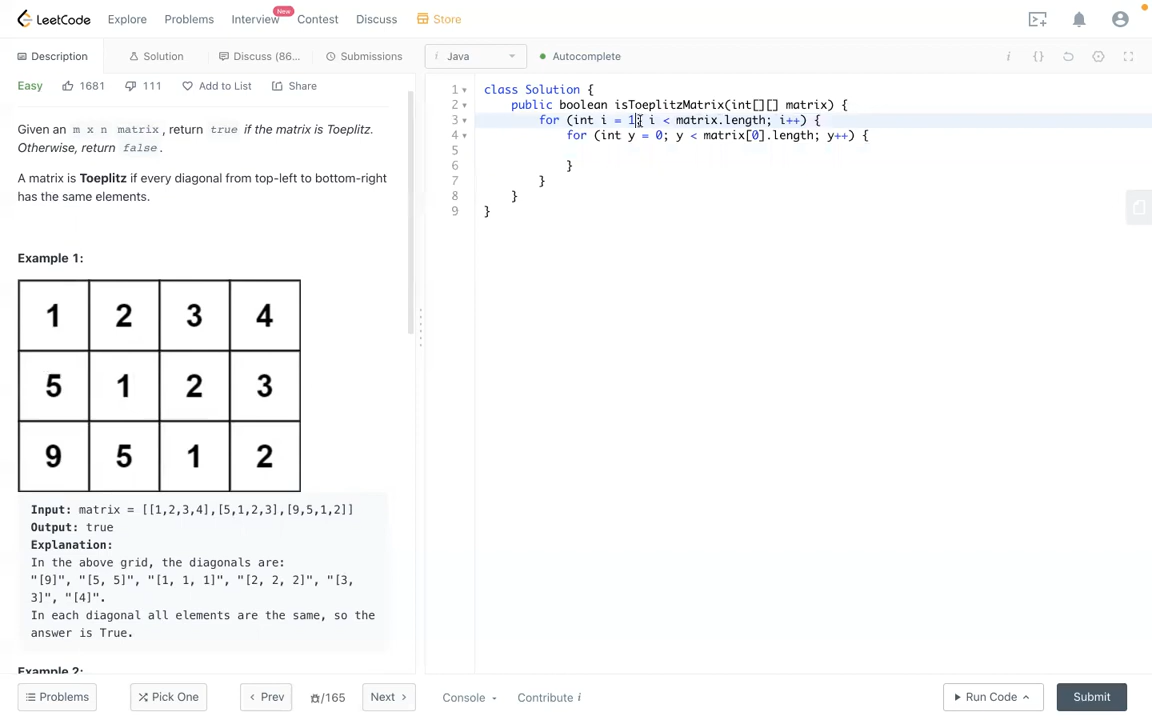 LeetCode Explore Problems Interview New Contest Discuss Store
Description Solution Discuss (86... Submissions i Java Autocomplete i {}
Easy 1681 111 Add to List Share
Given an m x n matrix, return true if the matrix is Toeplitz.
Otherwise, return false.
A matrix is Toeplitz if every diagonal from top-left to bottom-right
has the same elements.
Example 1:
1 2 3 4
5 1 2 3
9 5 1 2
Input: matrix = [[1,2,3,4],[5,1,2,3],[9,5,1,2]]
Output: true
Explanation:
In the above grid, the diagonals are:
"[9]", "[5, 5]", "[1, 1, 1]", "[2, 2, 2]", "[3,
3]", "[4]".
In each diagonal all elements are the same, so the
answer is True.
Example 2:
1 class Solution {
2 public boolean isToeplitzMatrix(int[][] matrix) {
3 for (int i = 1; i < matrix.length; i++) {
4 for (int y = 0; y < matrix[0].length; y++) {
5
6 }
7 }
8 }
9 }
Problems Pick One < Prev /165 Next > Console Contribute i Run Code Submit